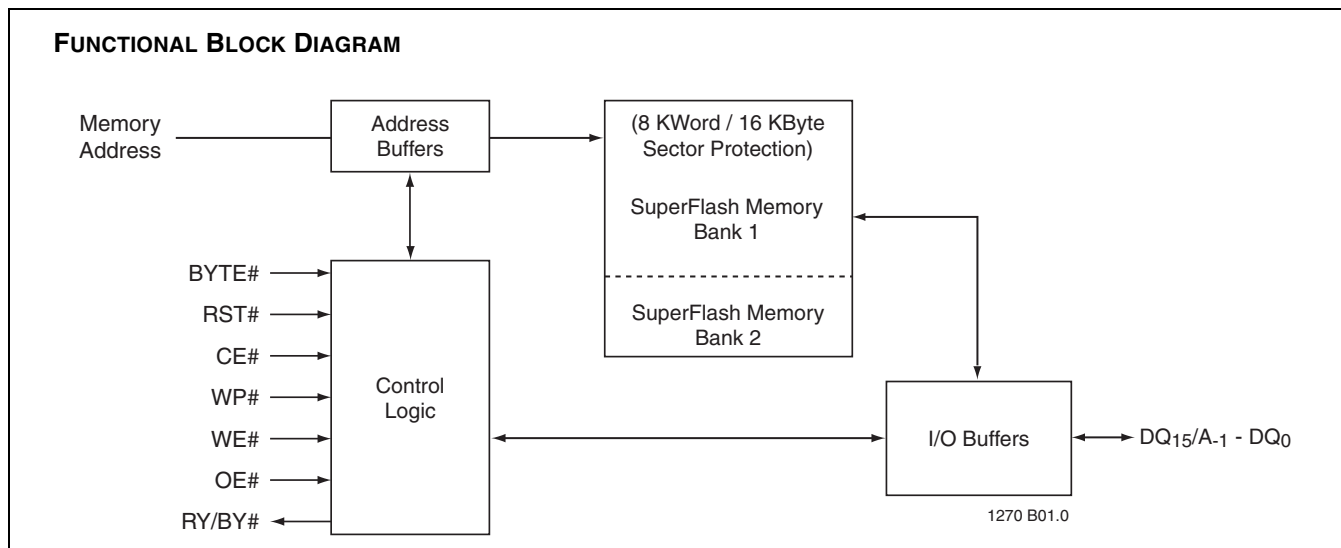 FUNCTIONAL BLOCK DIAGRAM
Memory
Address
Address
Buffers
(8 KWord / 16 KByte
Sector Protection)
SuperFlash Memory
Bank 1
SuperFlash Memory
Bank 2
BYTE#
RST#
CE#
WP#
WE#
OE#
RY/BY#
Control
Logic
I/O Buffers
DQ15/A-1 - DQ0
1270 B01.0